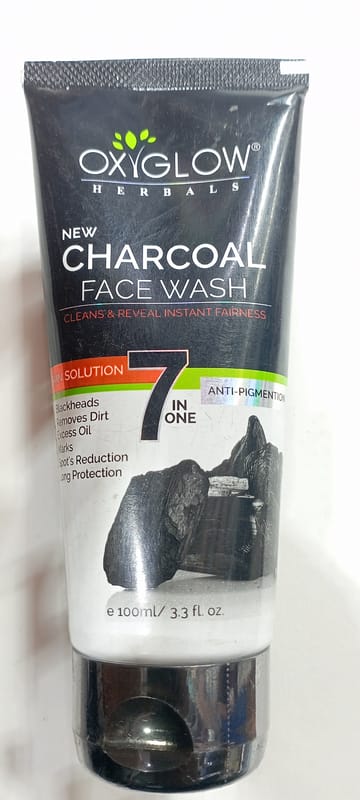 OXYGLOW®
HERBALS
NEW
CHARCOAL
FACE WASH
CLEANS & REVEAL INSTANT FAIRNESS
SOLUTION
7
IN
ONE
ANTI-PIGMENTION
Blackheads
Removes Dirt
Excess Oil
Marks
Spot's Reduction
Long Protection
e 100ml/ 3.3 fl. oz.